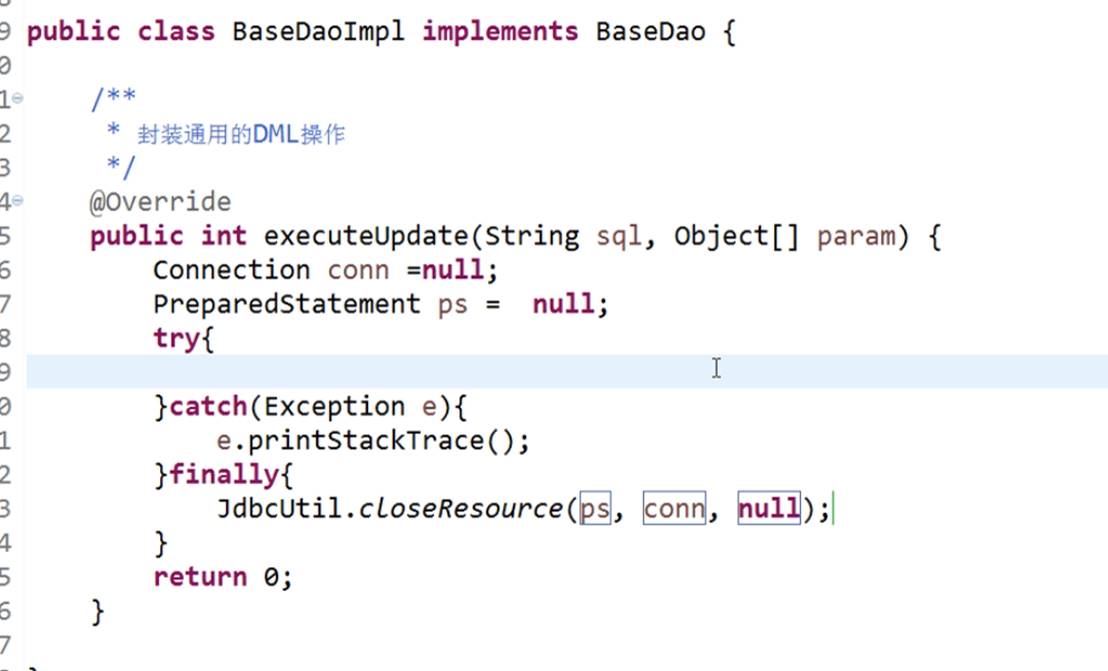 9 public class BaseDaoImpl implements BaseDao {
0
1 /**
2 * 封装通用的DML操作
3 */
4 @Override
5 public int executeUpdate(String sql, Object[] param) {
6 Connection conn =null;
7 PreparedStatement ps =  null;
8 try{
9
0 }catch(Exception e){
1 e.printStackTrace();
2 }finally{
3 JdbcUtil.closeResource(ps, conn, null);
4 }
5 return 0;
6 }
7